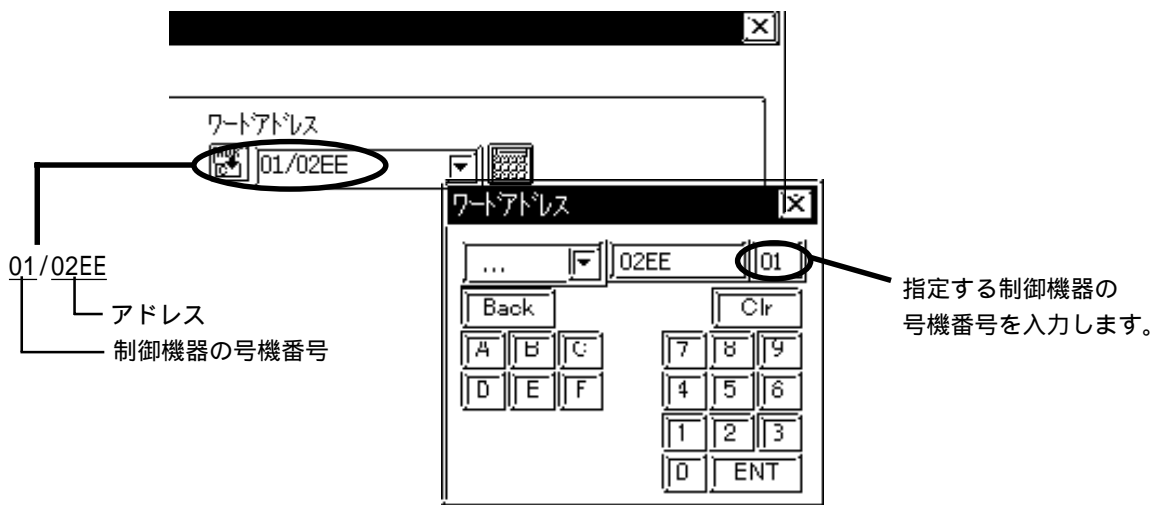 ワードアドレス
01/02EE
ワードアドレス
... 02EE 01
Back Clr
A B C 7 8 9
D E F 4 5 6
1 2 3
0 ENT
01/02EE
アドレス
制御機器の号機番号
指定する制御機器の
号機番号を入力します。